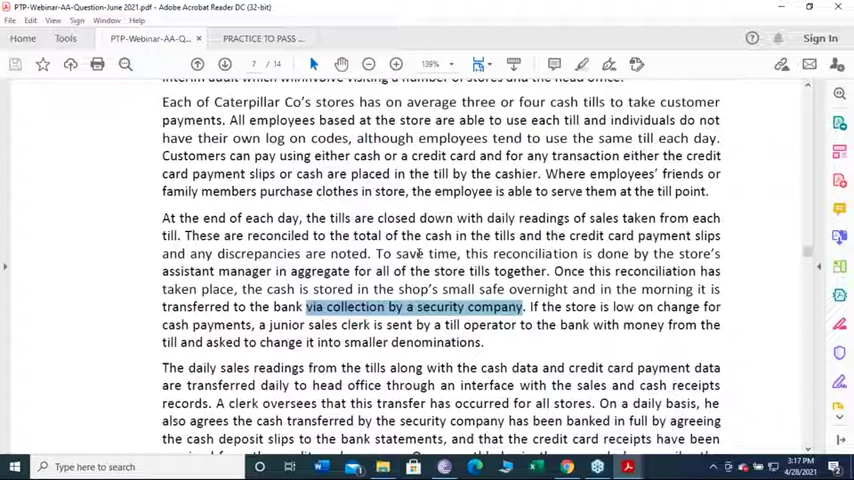 PTP-Webinar-AA-Question-June 2021.pdf - Adobe Acrobat Reader DC (32-bit)
File Edit View Sign Window Help
Home Tools PTP-Webinar-AA-Q... × PRACTICE TO PASS ... Sign In
7 / 14 139%
interim audit which will involve visiting a number of stores and the head office.
Each of Caterpillar Co's stores has on average three or four cash tills to take customer
payments. All employees based at the store are able to use each till and individuals do not
have their own log on codes, although employees tend to use the same till each day.
Customers can pay using either cash or a credit card and for any transaction either the credit
card payment slips or cash are placed in the till by the cashier. Where employees' friends or
family members purchase clothes in store, the employee is able to serve them at the till point.
At the end of each day, the tills are closed down with daily readings of sales taken from each
till. These are reconciled to the total of the cash in the tills and the credit card payment slips
and any discrepancies are noted. To save time, this reconciliation is done by the store's
assistant manager in aggregate for all of the store tills together. Once this reconciliation has
taken place, the cash is stored in the shop's small safe overnight and in the morning it is
transferred to the bank via collection by a security company. If the store is low on change for
cash payments, a junior sales clerk is sent by a till operator to the bank with money from the
till and asked to change it into smaller denominations.
The daily sales readings from the tills along with the cash data and credit card payment data
are transferred daily to head office through an interface with the sales and cash receipts
records. A clerk oversees that this transfer has occurred for all stores. On a daily basis, he
also agrees the cash transferred by the security company has been banked in full by agreeing
the cash deposit slips to the bank statements, and that the credit card receipts have been
Type here to search
3:17 PM
4/28/2021
2